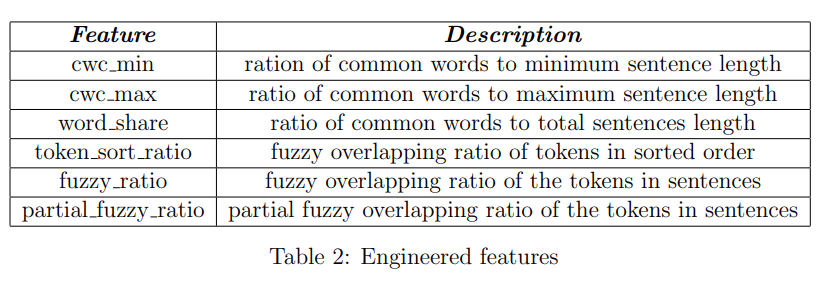 Feature Description
cwc_min ration of common words to minimum sentence length
cwc_max ratio of common words to maximum sentence length
word_share ratio of common words to total sentences length
token_sort_ratio fuzzy overlapping ratio of tokens in sorted order
fuzzy_ratio fuzzy overlapping ratio of the tokens in sentences
partial_fuzzy_ratio partial fuzzy overlapping ratio of the tokens in sentences
Table 2: Engineered features